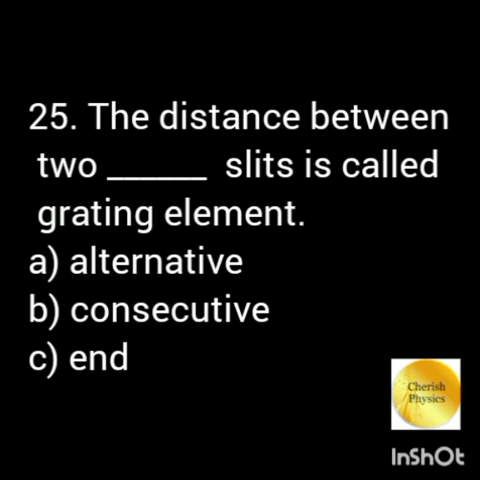 25. The distance between
two ______ slits is called
grating element.
a) alternative
b) consecutive
c) end
Cherish
Physics
InShOt